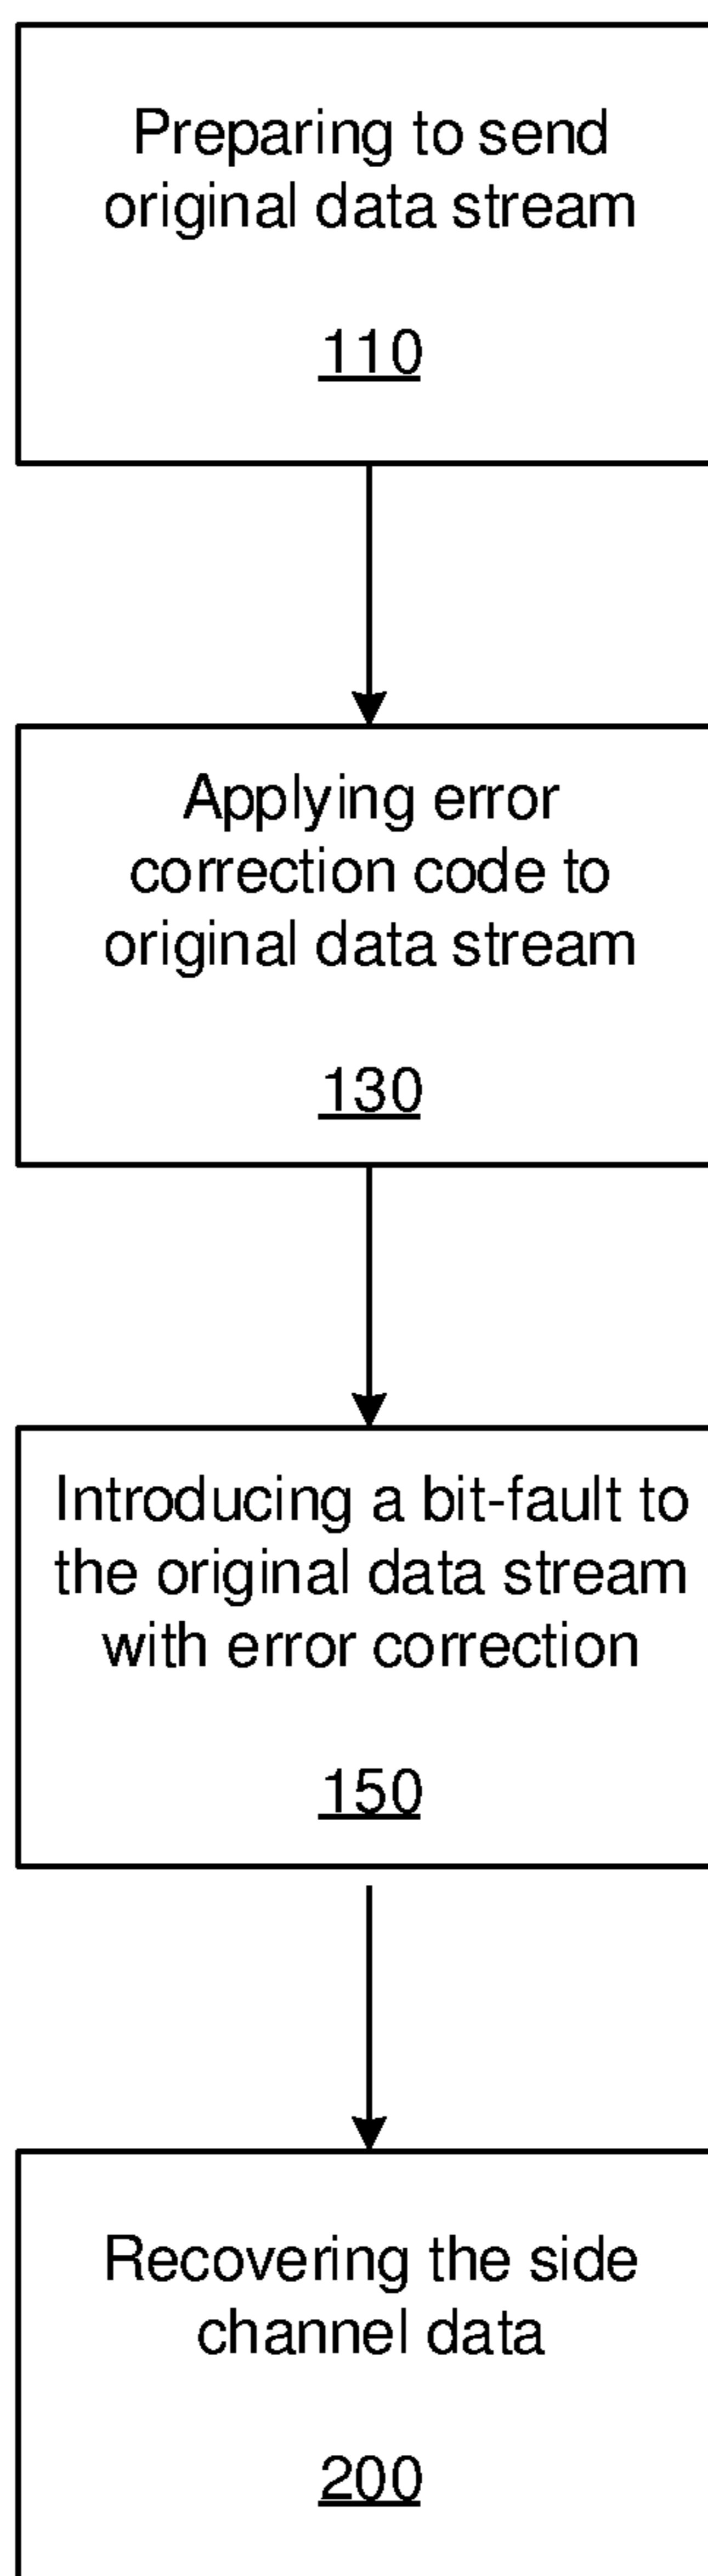 Preparing to send
original data stream
110
Applying error
correction code to
original data stream
130
Introducing a bit-fault to
the original data stream
with error correction
150
Recovering the side
channel data
200